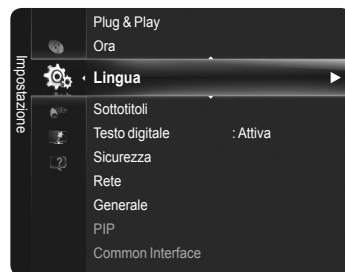 Impostazione
Plug & Play
Ora
Lingua
Sottotitoli
Testo digitale : Attiva
Sicurezza
Rete
Generale
PIP
Common Interface